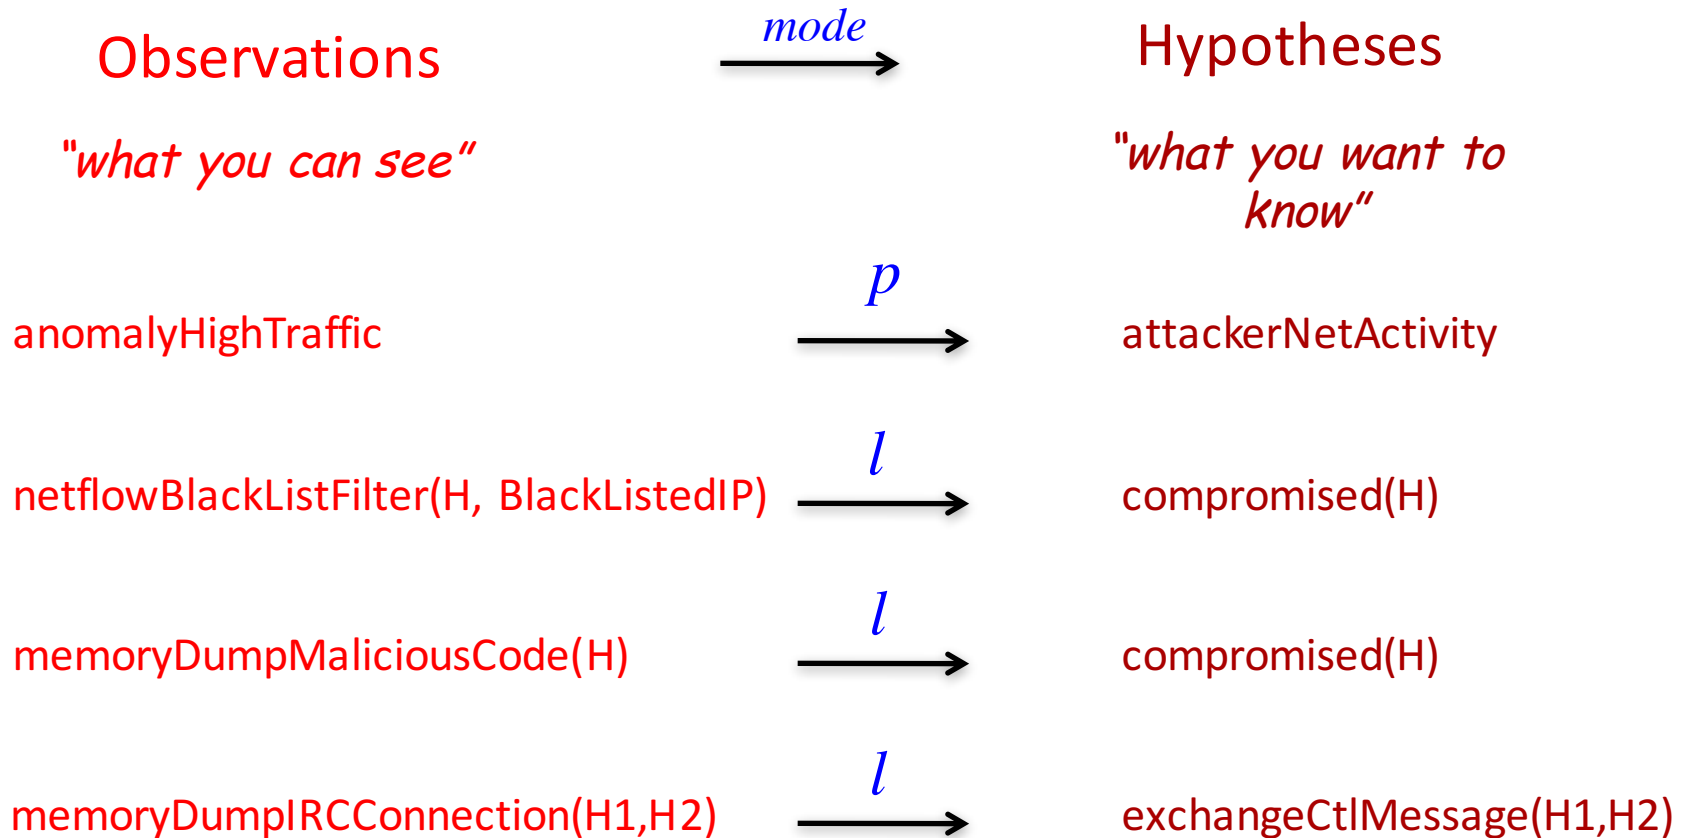 Observations mode Hypotheses
"what you can see" "what you want to
know"
anomalyHighTraffic p attackerNetActivity
netflowBlackListFilter(H, BlackListedIP) l compromised(H)
memoryDumpMaliciousCode(H) l compromised(H)
memoryDumpIRCConnection(H1,H2) l exchangeCtlMessage(H1,H2)